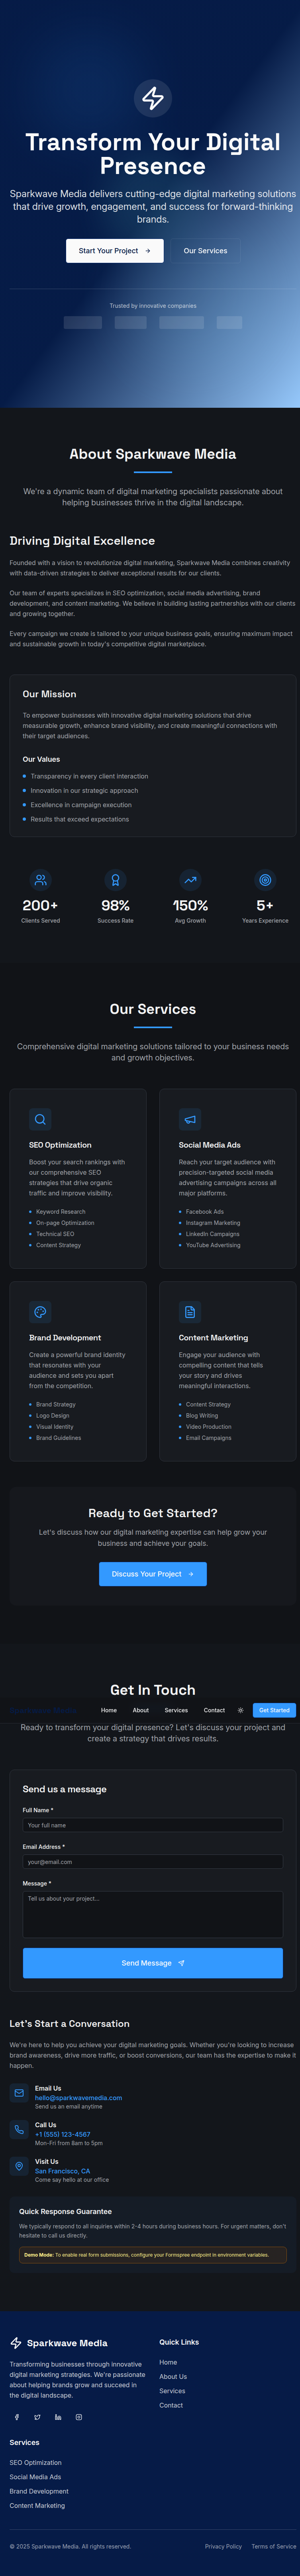 Transform Your Digital
Presence
Sparkwave Media delivers cutting-edge digital marketing solutions
that drive growth, engagement, and success for forward-thinking
brands.
Start Your Project
Our Services
Trusted by innovative companies
About Sparkwave Media
We're a dynamic team of digital marketing specialists passionate about
helping businesses thrive in the digital landscape.
Driving Digital Excellence
Founded with a vision to revolutionize digital marketing, Sparkwave Media combines creativity
with data-driven strategies to deliver exceptional results for our clients.
Our team of experts specializes in SEO optimization, social media advertising, brand
development, and content marketing. We believe in building lasting partnerships with our clients
and growing together.
Every campaign we create is tailored to your unique business goals, ensuring maximum impact
and sustainable growth in today's competitive digital marketplace.
Our Mission
To empower businesses with innovative digital marketing solutions that drive
measurable growth, enhance brand visibility, and create meaningful connections with
their target audiences.
Our Values
Transparency in every client interaction
Innovation in our strategic approach
Excellence in campaign execution
Results that exceed expectations
200+
Clients Served
98%
Success Rate
150%
Avg Growth
5+
Years Experience
Our Services
Comprehensive digital marketing solutions tailored to your business needs
and growth objectives.
SEO Optimization
Boost your search rankings with
our comprehensive SEO
strategies that drive organic
traffic and improve visibility.
Keyword Research
On-page Optimization
Technical SEO
Content Strategy
Social Media Ads
Reach your target audience with
precision-targeted social media
advertising campaigns across all
major platforms.
Facebook Ads
Instagram Marketing
LinkedIn Campaigns
YouTube Advertising
Brand Development
Create a powerful brand identity
that resonates with your
audience and sets you apart
from the competition.
Brand Strategy
Logo Design
Visual Identity
Brand Guidelines
Content Marketing
Engage your audience with
compelling content that tells
your story and drives
meaningful interactions.
Content Strategy
Blog Writing
Video Production
Email Campaigns
Ready to Get Started?
Let's discuss how our digital marketing expertise can help grow your
business and achieve your goals.
Discuss Your Project
Get In Touch
Home
About
Services
Contact
Get Started
Ready to transform your digital presence? Let's discuss your project and
create a strategy that drives results.
Send us a message
Full Name *
Your full name
Email Address *
your@email.com
Message *
Tell us about your project...
Send Message
Let's Start a Conversation
We're here to help you achieve your digital marketing goals. Whether you're looking to increase
brand awareness, drive more traffic, or boost conversions, our team has the expertise to make it
happen.
Email Us
hello@sparkwavemedia.com
Send us an email anytime
Call Us
+1 (555) 123-4567
Mon-Fri from 8am to 5pm
Visit Us
San Francisco, CA
Come say hello at our office
Quick Response Guarantee
We typically respond to all inquiries within 2-4 hours during business hours. For urgent matters, don't
hesitate to call us directly.
Demo Mode: To enable real form submissions, configure your Formspree endpoint in environment variables.
Sparkwave Media
Transforming businesses through innovative
digital marketing strategies. We're passionate
about helping brands grow and succeed in
the digital landscape.
Quick Links
Home
About Us
Services
Contact
Services
SEO Optimization
Social Media Ads
Brand Development
Content Marketing
© 2025 Sparkwave Media. All rights reserved.
Privacy Policy
Terms of Service